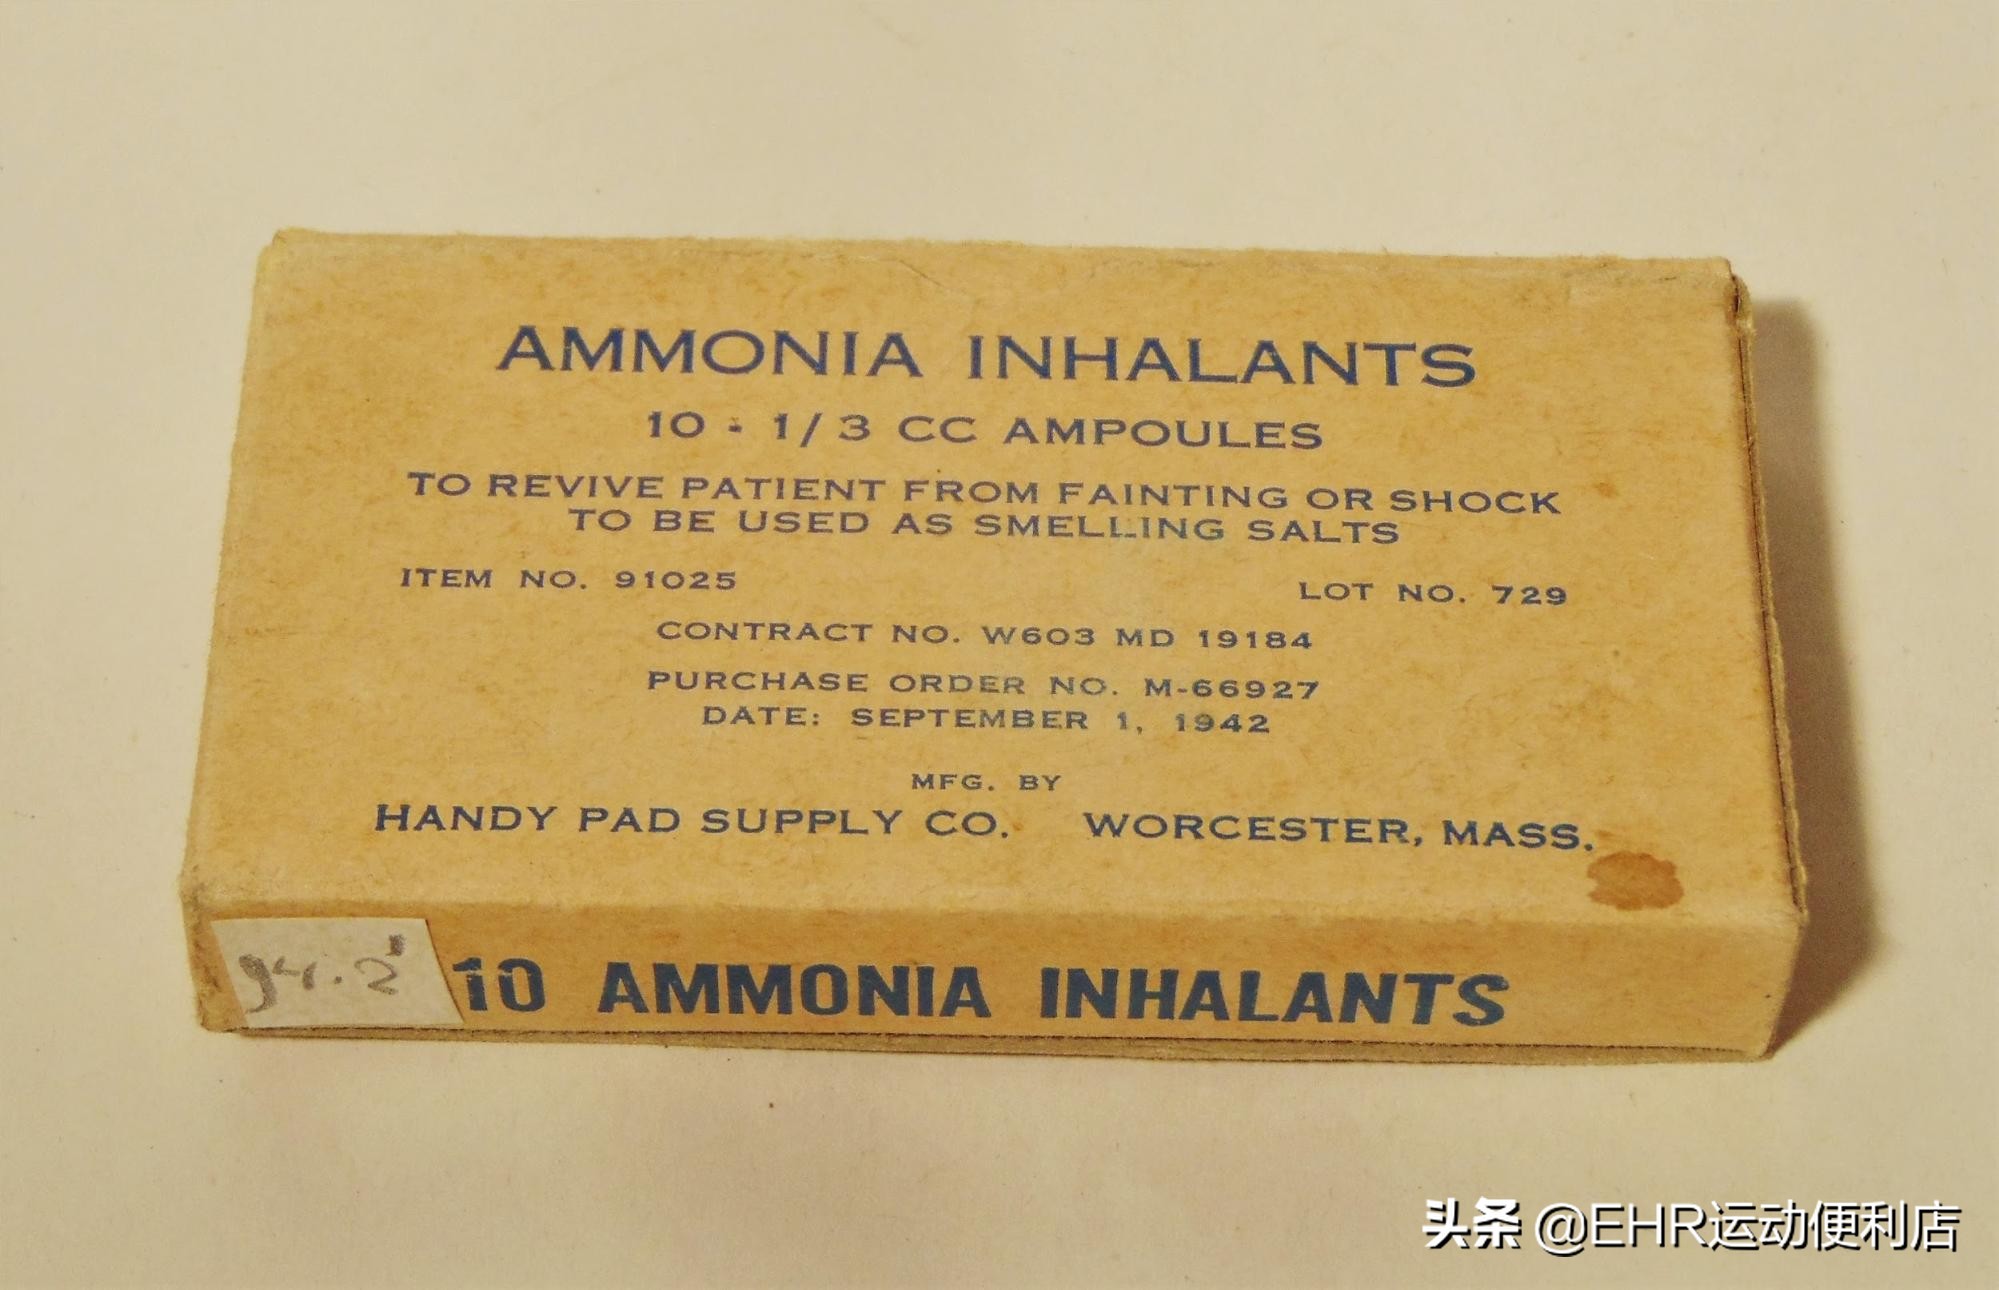 AMMONIA INHALANTS
10 - 1/3 CC AMPOULES
TO REVIVE PATIENT FROM FAINTING OR SHOCK
TO BE USED AS SMELLING SALTS
ITEM NO. 91025 LOT NO. 729
CONTRACT NO. W603 MD 19184
PURCHASE ORDER NO. M-66927
DATE: SEPTEMBER 1, 1942
MFG. BY
HANDY PAD SUPPLY CO. WORCESTER, MASS.
10 AMMONIA INHALANTS
头条 @EHR运动便利店